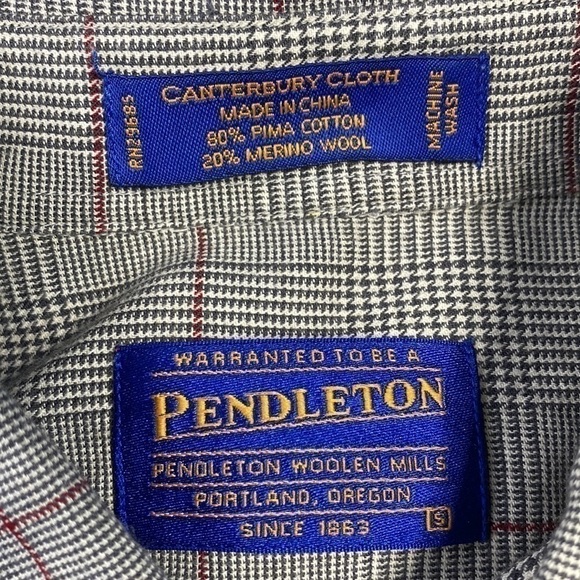 CANTERBURY CLOTH
MADE IN CHINA
80% PIMA COTTON
20% MERINO WOOL
RN29685
MACHINE
WASH
WARRANTED TO BE A
PENDLETON
PENDLETON WOOLEN MILLS
PORTLAND, OREGON
SINCE 1863
S